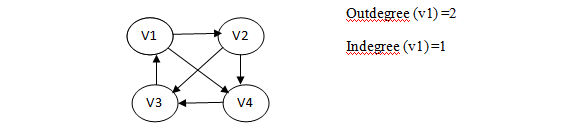 V1 V2 Outdegree (v1)=2
Indegree (v1)=1
V3 V4